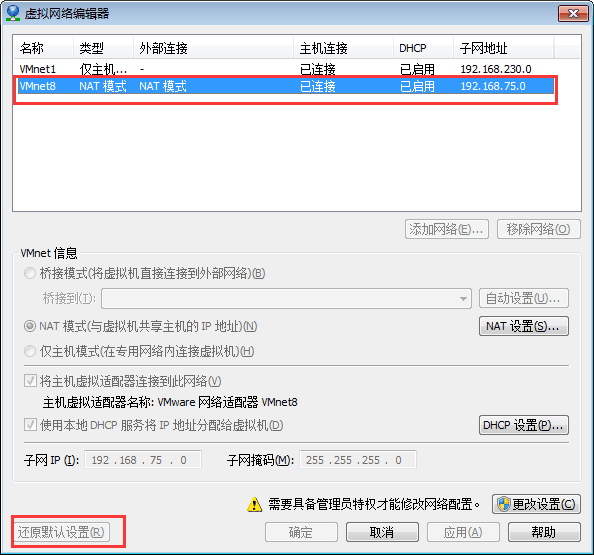 虚拟网络编辑器
名称 类型 外部连接 主机连接 DHCP 子网地址
VMnet1 仅主机... - 已连接 已启用 192.168.230.0
VMnet8 NAT 模式 NAT 模式 已连接 已启用 192.168.75.0
添加网络(E)... 移除网络(O)
VMnet 信息
桥接模式(将虚拟机直接连接到外部网络)(B)
桥接到(T): 自动设置(U)...
NAT 模式(与虚拟机共享主机的 IP 地址)(N) NAT 设置(S)...
仅主机模式(在专用网络内连接虚拟机)(H)
将主机虚拟适配器连接到此网络(V)
主机虚拟适配器名称: VMware 网络适配器 VMnet8
使用本地 DHCP 服务将 IP 地址分配给虚拟机(D) DHCP 设置(P)...
子网 IP (I): 192 . 168 . 75 . 0 子网掩码(M): 255 . 255 . 255 . 0
需要具备管理员特权才能修改网络配置。 更改设置(C)
还原默认设置(R) 确定 取消 应用(A) 帮助